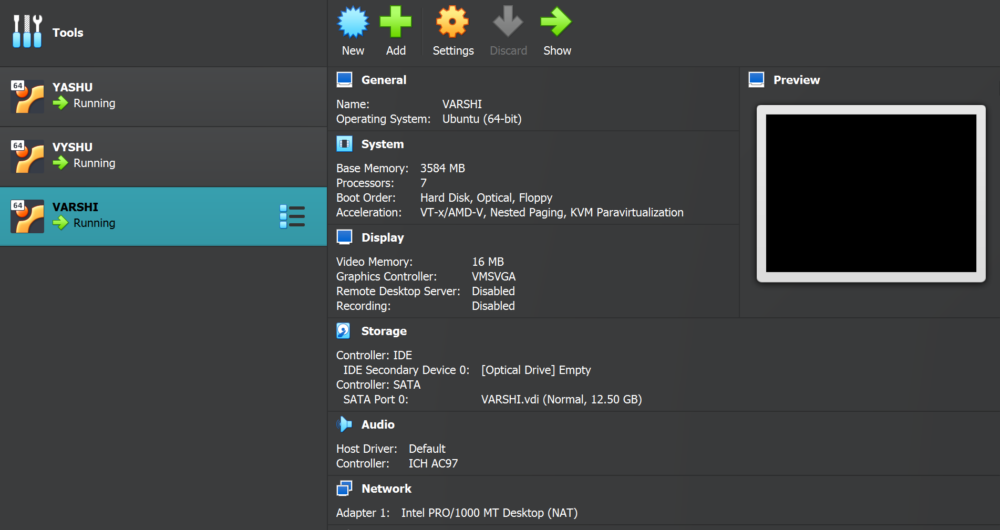 Tools
New Add Settings Discard Show
64 YASHU
Running
64 VYSHU
Running
64 VARSHI
Running
General
Name: VARSHI
Operating System: Ubuntu (64-bit)
System
Base Memory: 3584 MB
Processors: 7
Boot Order: Hard Disk, Optical, Floppy
Acceleration: VT-x/AMD-V, Nested Paging, KVM Paravirtualization
Display
Video Memory: 16 MB
Graphics Controller: VMSVGA
Remote Desktop Server: Disabled
Recording: Disabled
Storage
Controller: IDE
IDE Secondary Device 0: [Optical Drive] Empty
Controller: SATA
SATA Port 0: VARSHI.vdi (Normal, 12.50 GB)
Audio
Host Driver: Default
Controller: ICH AC97
Network
Adapter 1: Intel PRO/1000 MT Desktop (NAT)
Preview